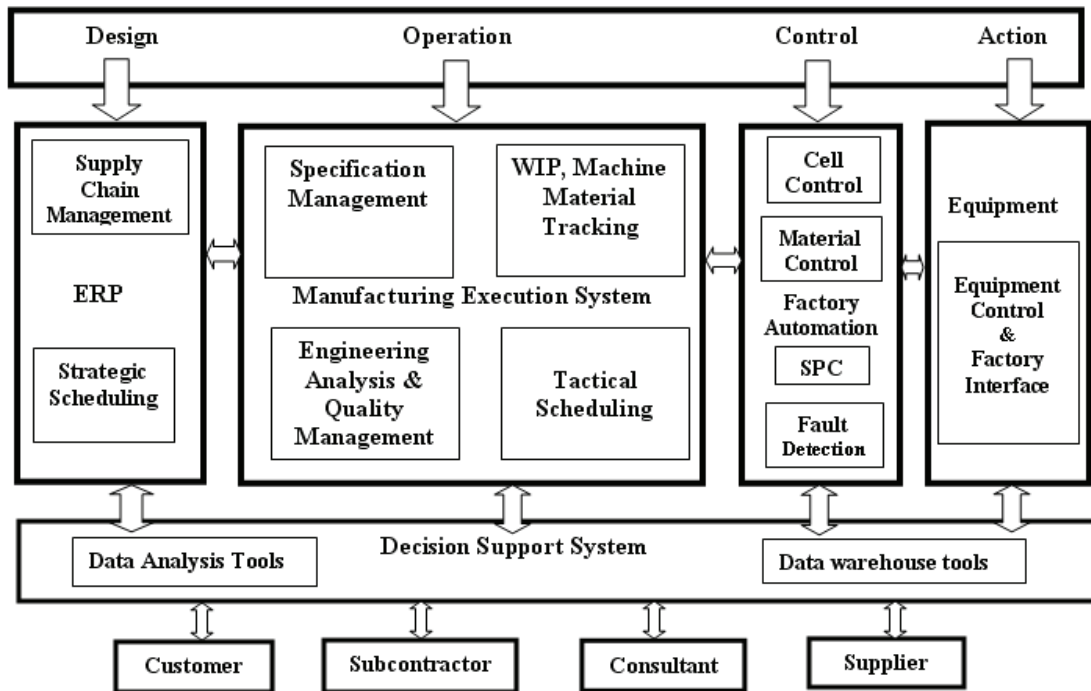 Design Operation Control Action
Supply
Chain
Management
ERP
Strategic
Scheduling
Specification
Management
WIP, Machine
Material
Tracking
Manufacturing Execution System
Engineering
Analysis &
Quality
Management
Tactical
Scheduling
Cell
Control
Material
Control
Factory
Automation
SPC
Fault
Detection
Equipment
Equipment
Control
&
Factory
Interface
Decision Support System
Data Analysis Tools
Data warehouse tools
Customer
Subcontractor
Consultant
Supplier